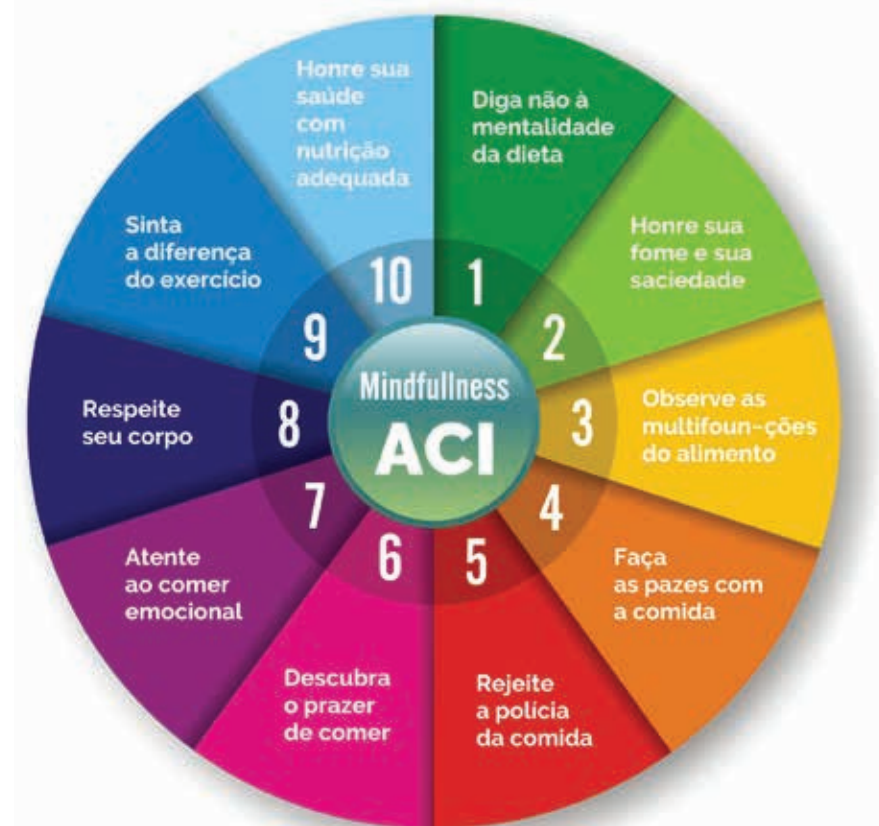 Mindfullness
ACI
1
Diga não à
mentalidade
da dieta
2
Honre sua
fome e sua
saciedade
3
Observe as
multifoun-ções
do alimento
4
Faça
as pazes com
a comida
5
Rejeite
a polícia
da comida
6
Descubra
o prazer
de comer
7
Atente
ao comer
emocional
8
Respeite
seu corpo
9
Sinta
a diferença
do exercício
10
Honre sua
saúde
com
nutrição
adequada